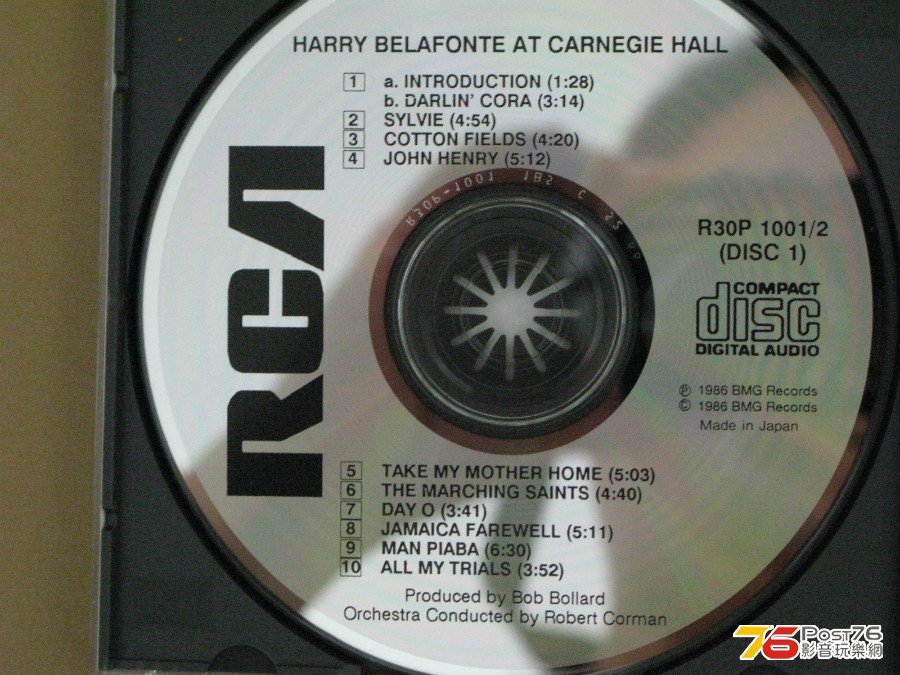 HARRY BELAFONTE AT CARNEGIE HALL
1 a. INTRODUCTION (1:28)
b. DARLIN' CORA (3:14)
2 SYLVIE (4:54)
3 COTTON FIELDS (4:20)
4 JOHN HENRY (5:12)
RCA
R30P 1001/2
(DISC 1)
COMPACT
disc
DIGITAL AUDIO
℗ 1986 BMG Records
© 1986 BMG Records
Made in Japan
5 TAKE MY MOTHER HOME (5:03)
6 THE MARCHING SAINTS (4:40)
7 DAY O (3:41)
8 JAMAICA FAREWELL (5:11)
9 MAN PIABA (6:30)
10 ALL MY TRIALS (3:52)
Produced by Bob Bollard
Orchestra Conducted by Robert Corman
76 Post76
影音玩樂網